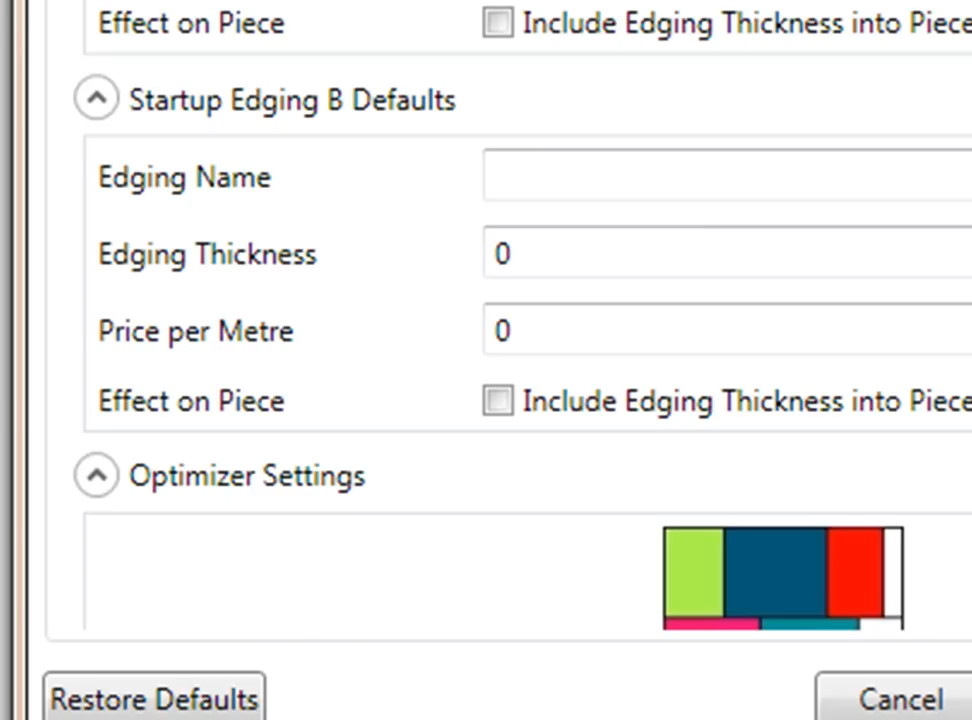 Effect on Piece Include Edging Thickness into Piece
Startup Edging B Defaults
Edging Name
Edging Thickness 0
Price per Metre 0
Effect on Piece Include Edging Thickness into Piece
Optimizer Settings
Restore Defaults Cancel